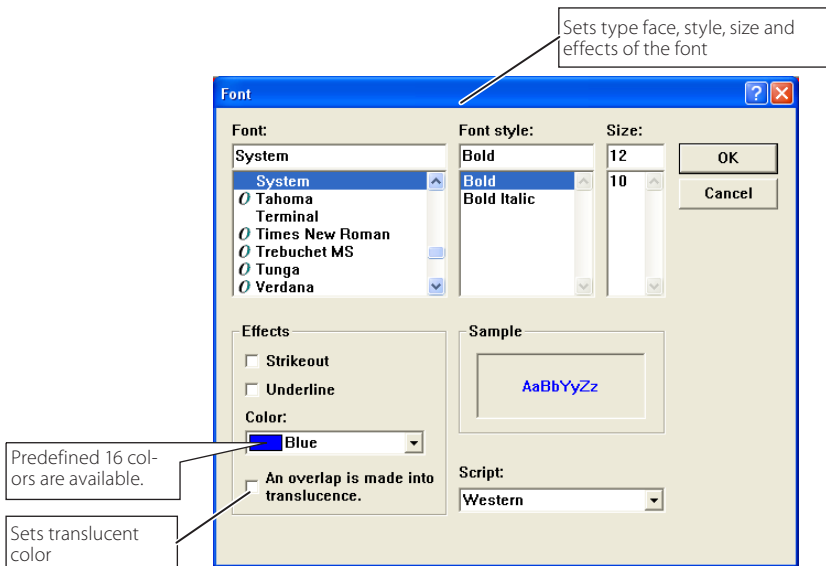 Sets type face, style, size and
effects of the font
Font
Font:
Font style:
Size:
System
Bold
12
OK
Cancel
System
Tahoma
Terminal
Times New Roman
Trebuchet MS
Tunga
Verdana
Bold
Bold Italic
10
Effects
Strikeout
Underline
Color:
Blue
An overlap is made into
translucence.
Sample
AaBbYyZz
Script:
Western
Predefined 16 col-
ors are available.
Sets translucent
color